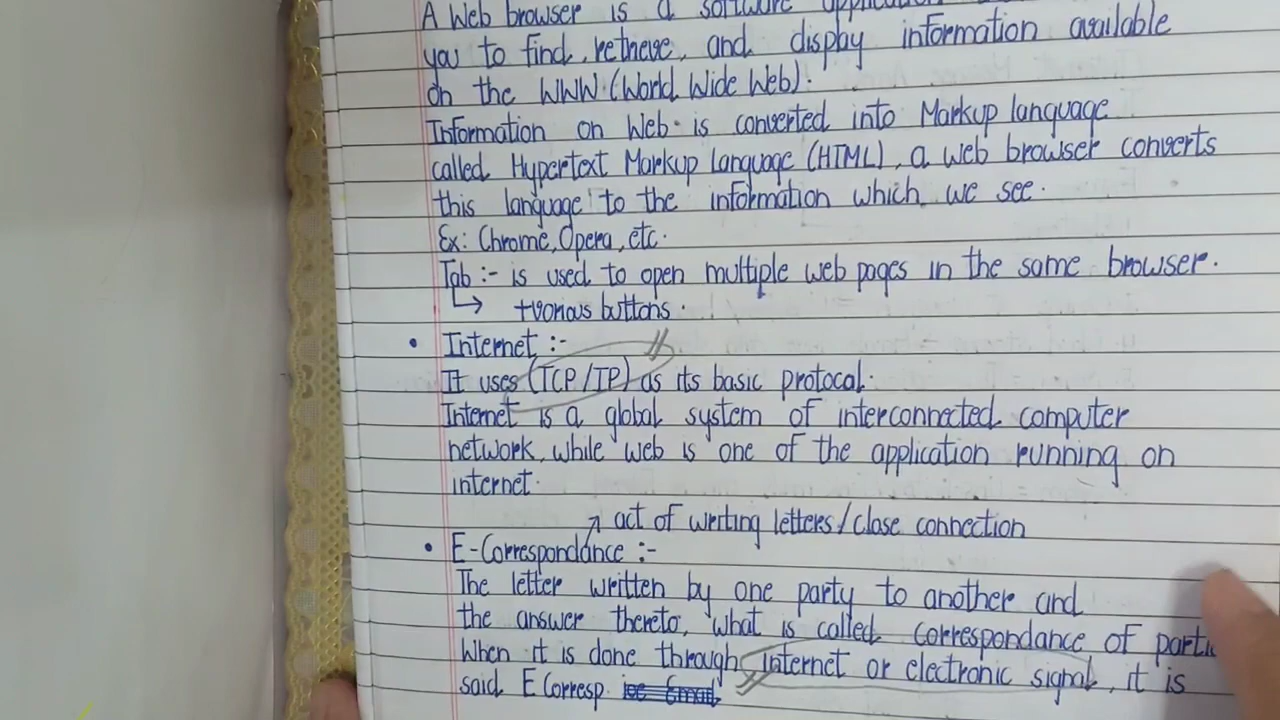 A Web browser is a software application
you to find, retrieve, and display information available
on the WWW (World Wide Web).
Information on Web is converted into Markup language
called Hypertext Markup Language (HTML), a web browser converts
this language to the information which we see.
Ex: Chrome, Opera, etc.
Tab :- is used to open multiple web pages in the same browser.
↳ +various buttons.
• Internet :-
It uses (TCP/IP) as its basic protocal.
Internet is a global system of interconnected computer
network, while web is one of the application running on
internet.
↗ act of writing letters/close connection
• E-Correspondance :-
The letter written by one party to another and
the answer thereto, what is called correspondance of
When it is done through internet or electronic signal, it is
said E Corresp